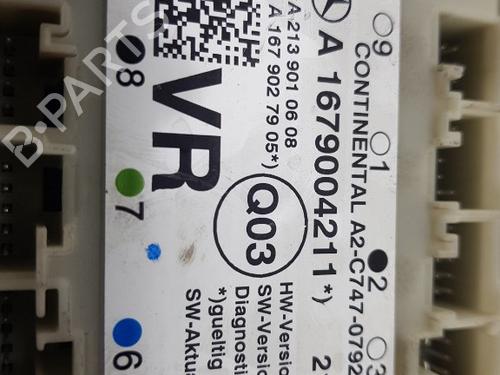 9
CONTINENTAL A2-C747-0792
A 1679004211*)
A 213 901 06 08
A 167 902 79 05*)
VR
Q03
HW-Versio
SW-Versio
Diagnosti
*)gueltig
SW-Aktua
1
2
3
8
7
6
B-PARTS